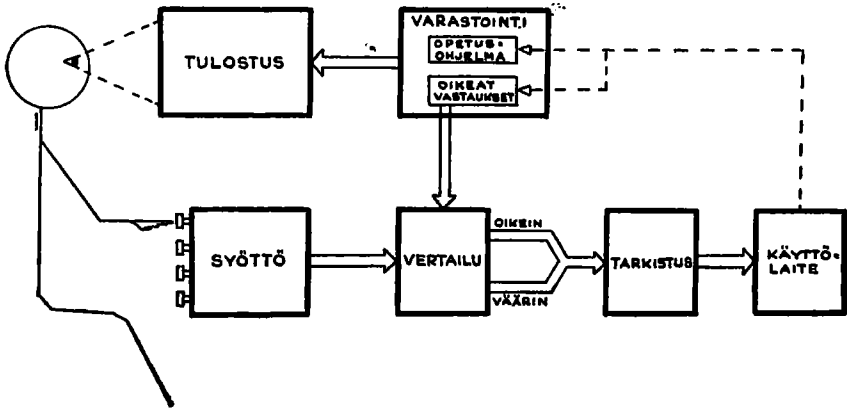 VARASTOINTI
OPETUS-
OHJELMA
TULOSTUS
OIKEAT
VASTAUKSET
OIKEIN
SYÖTTÖ
VERTAILU
TARKISTUS
KÄYTTÖ-
LAITE
VÄÄRIN